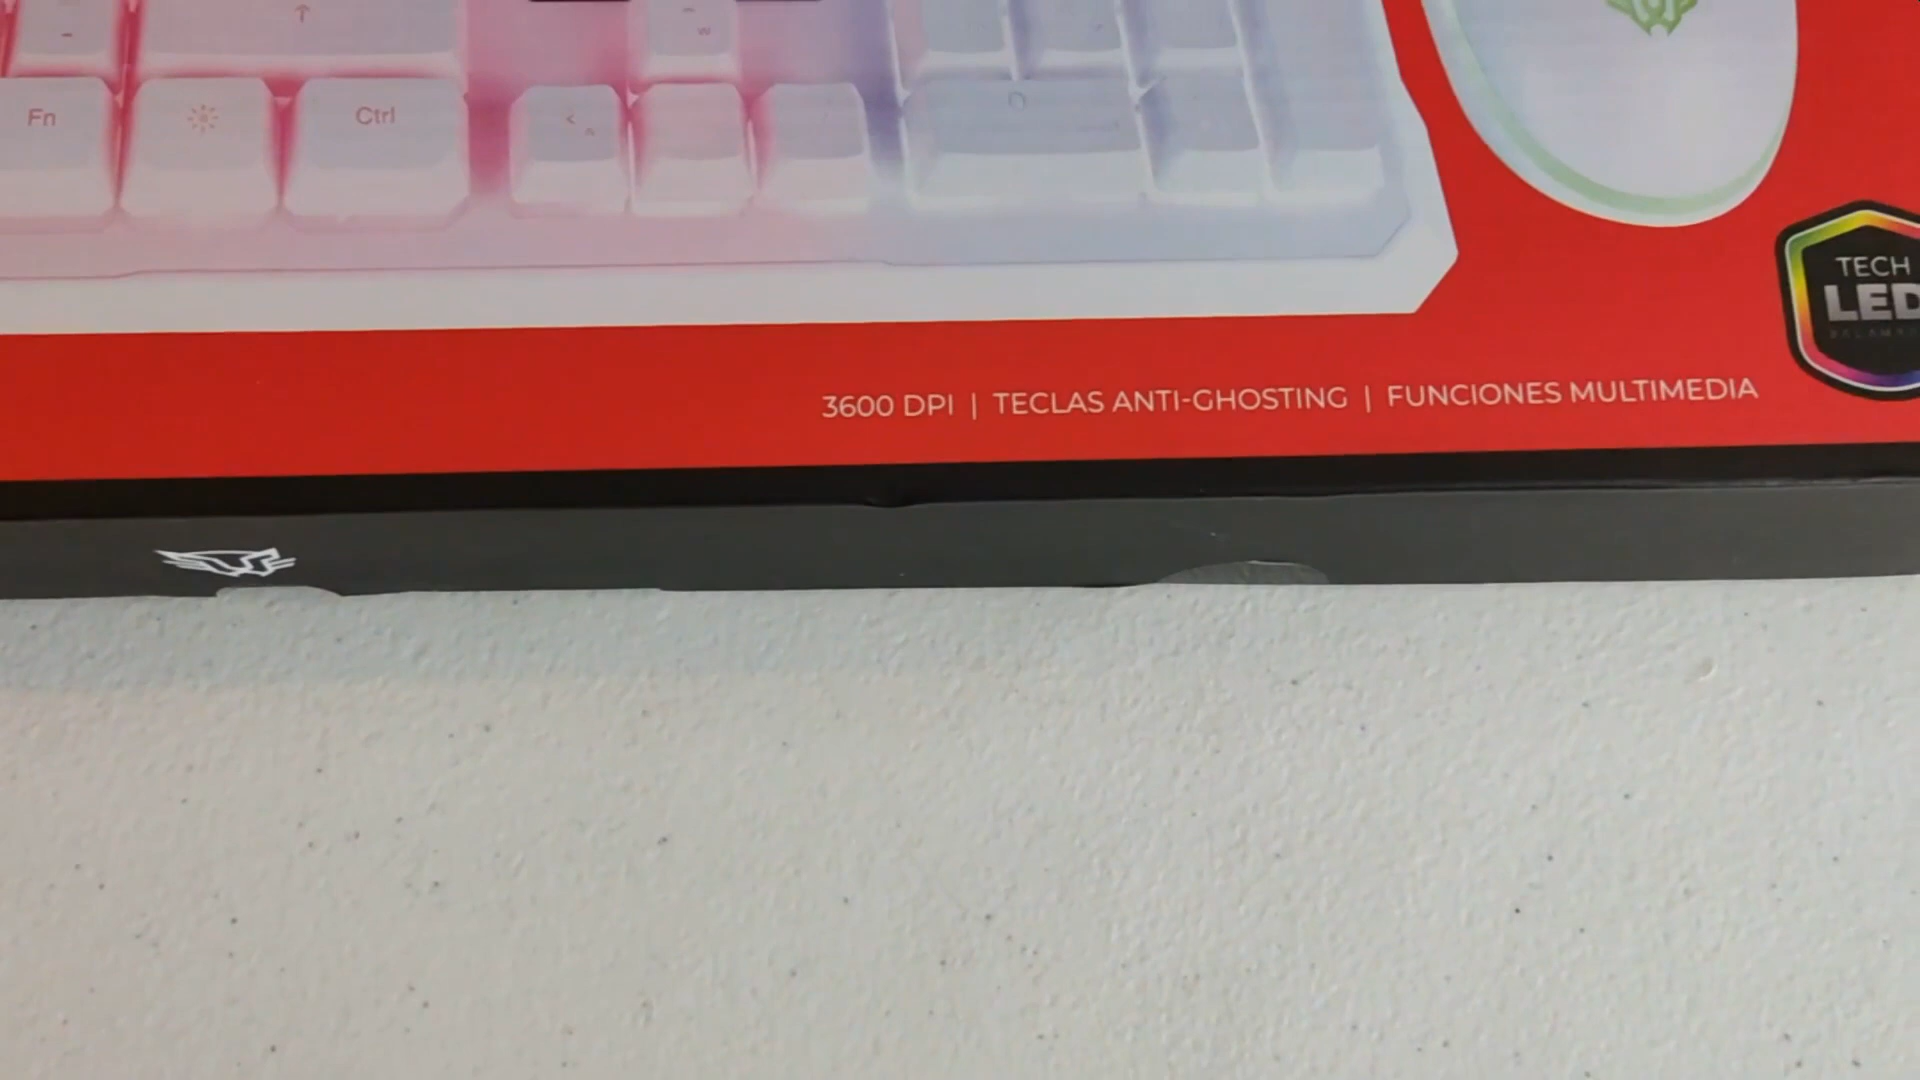 Fn
Ctrl
TECH
LED
3600 DPI | TECLAS ANTI-GHOSTING | FUNCIONES MULTIMEDIA